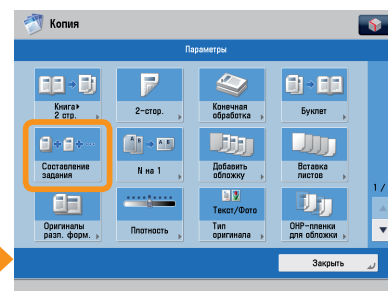 Копия
Параметры
Книга▸
2 стр.
2-стор.
Конечная
обработка
Буклет
Составление
задания
A B
A B
N на 1
Добавить
обложку
Вставка
листов
1 /
Оригиналы
разл. форм.
Плотность
Текст/Фото
Тип
оригинала
OHP-пленки
для обложки
Закрыть